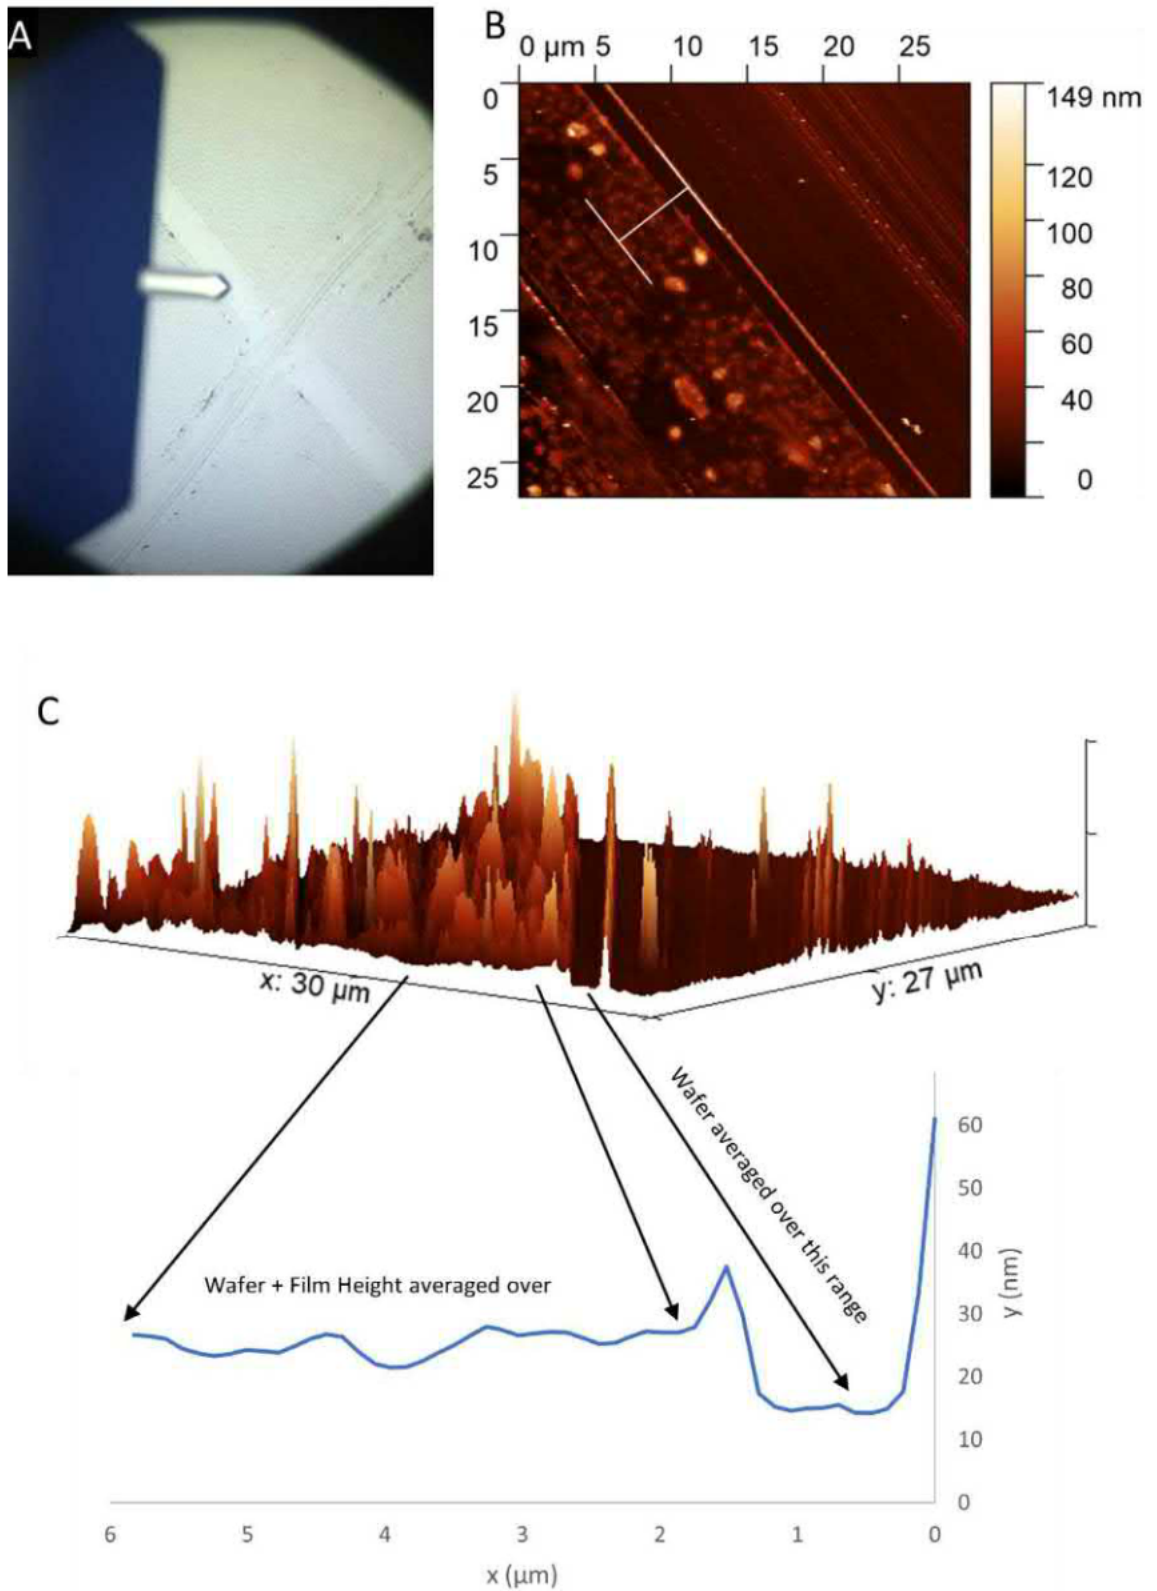 A
B
0 µm 5 10 15 20 25
0
5
10
15
20
25
149 nm
120
100
80
60
40
0
C
x: 30 µm
y: 27 µm
Wafer averaged over this range
Wafer + Film Height averaged over
60
50
40
30
20
10
0
y (nm)
6 5 4 3 2 1 0
x (µm)